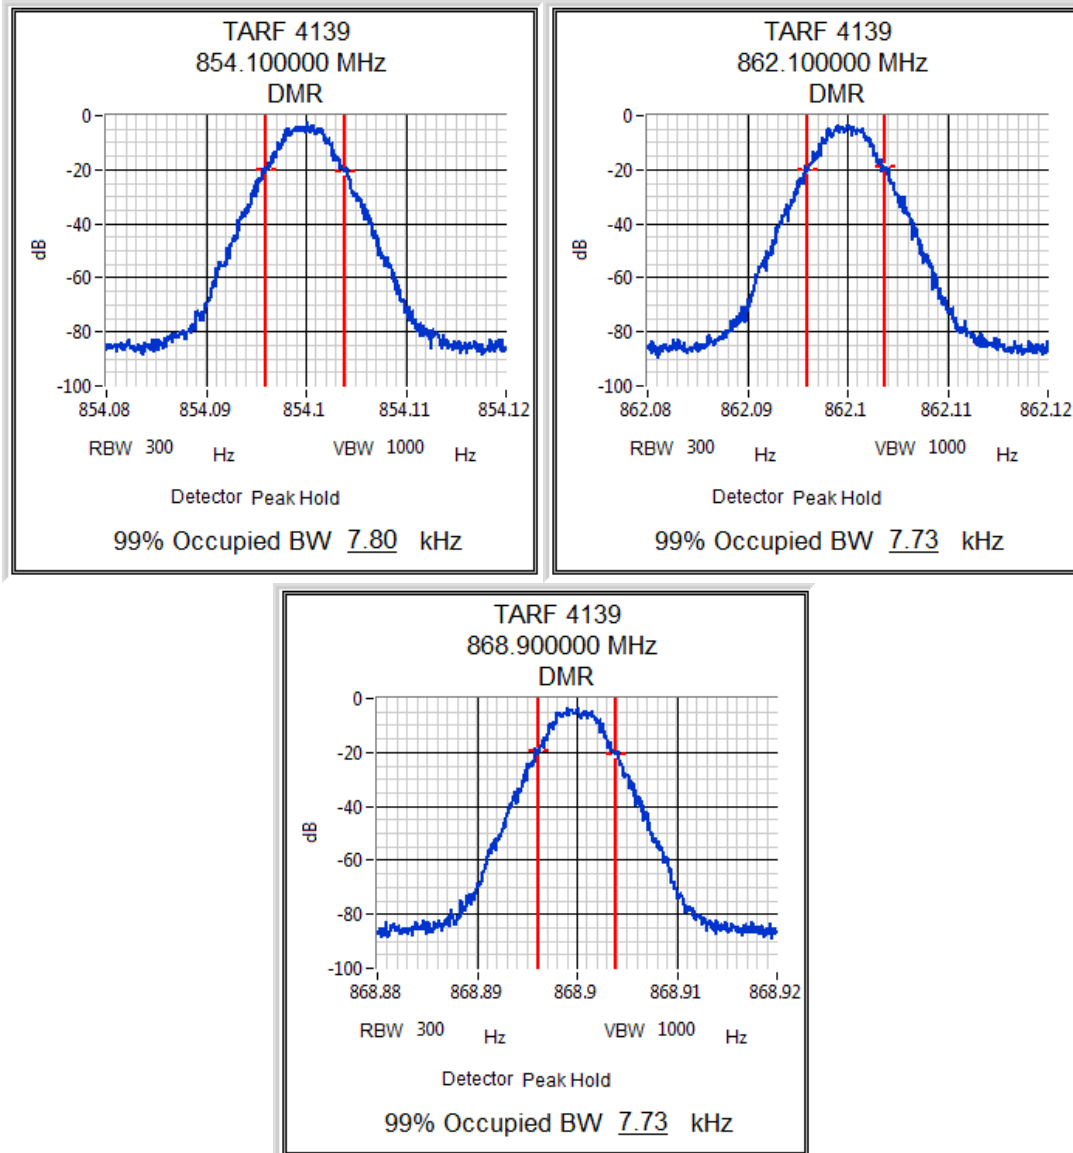 TARF 4139
854.100000 MHz
DMR
0
-20
-40
-60
-80
-100
dB
854.08 854.09 854.1 854.11 854.12
RBW 300 Hz VBW 1000 Hz
Detector Peak Hold
99% Occupied BW 7.80 kHz
TARF 4139
862.100000 MHz
DMR
0
-20
-40
-60
-80
-100
dB
862.08 862.09 862.1 862.11 862.12
RBW 300 Hz VBW 1000 Hz
Detector Peak Hold
99% Occupied BW 7.73 kHz
TARF 4139
868.900000 MHz
DMR
0
-20
-40
-60
-80
-100
dB
868.88 868.89 868.9 868.91 868.92
RBW 300 Hz VBW 1000 Hz
Detector Peak Hold
99% Occupied BW 7.73 kHz